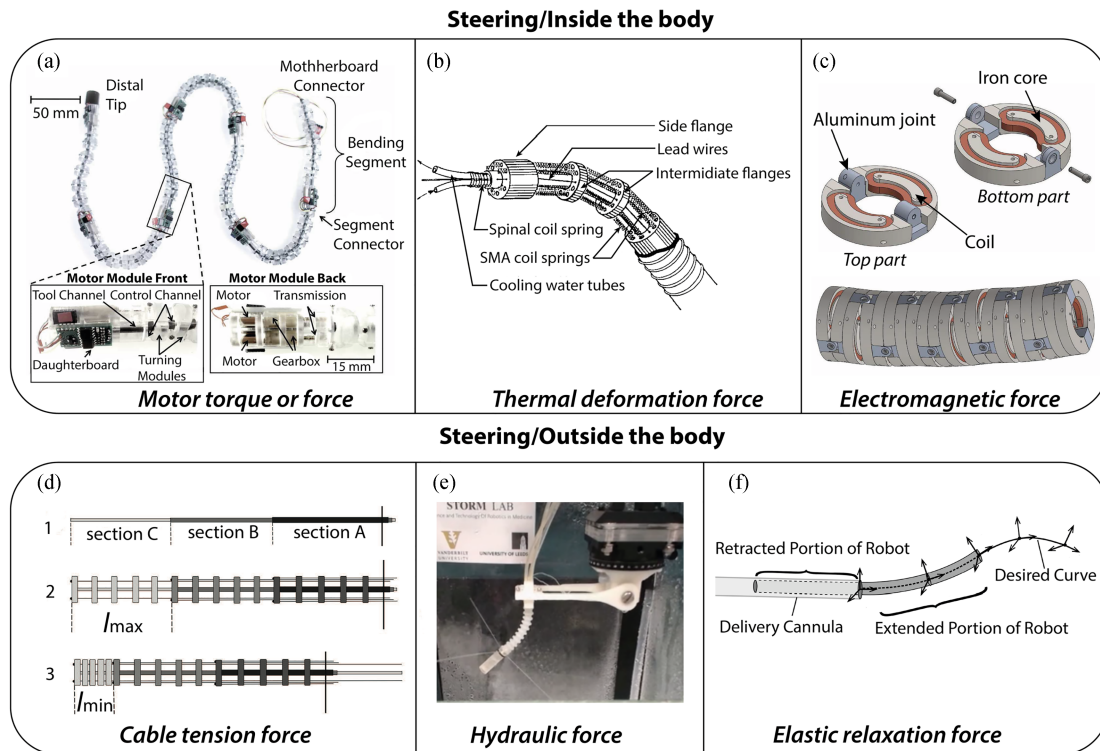 Steering/Inside the body
(a)
Distal
Tip
50 mm
Mothherboard
Connector
Bending
Segment
Segment
Connector
Motor Module Front
Tool Channel
Control Channel
Daughterboard
Turning
Modules
Motor Module Back
Motor
Transmission
Motor
Gearbox
15 mm
Motor torque or force
(b)
Side flange
Lead wires
Intermidiate flanges
Spinal coil spring
SMA coil springs
Cooling water tubes
Thermal deformation force
(c)
Iron core
Aluminum joint
Bottom part
Coil
Top part
Electromagnetic force
Steering/Outside the body
(d)
1
section C
section B
section A
2
lmax
3
lmin
Cable tension force
(e)
STORM LAB
VANDERBILT
UNIVERSITY
UNIVERSITY OF LEEDS
Hydraulic force
(f)
Retracted Portion of Robot
Desired Curve
Delivery Cannula
Extended Portion of Robot
Elastic relaxation force